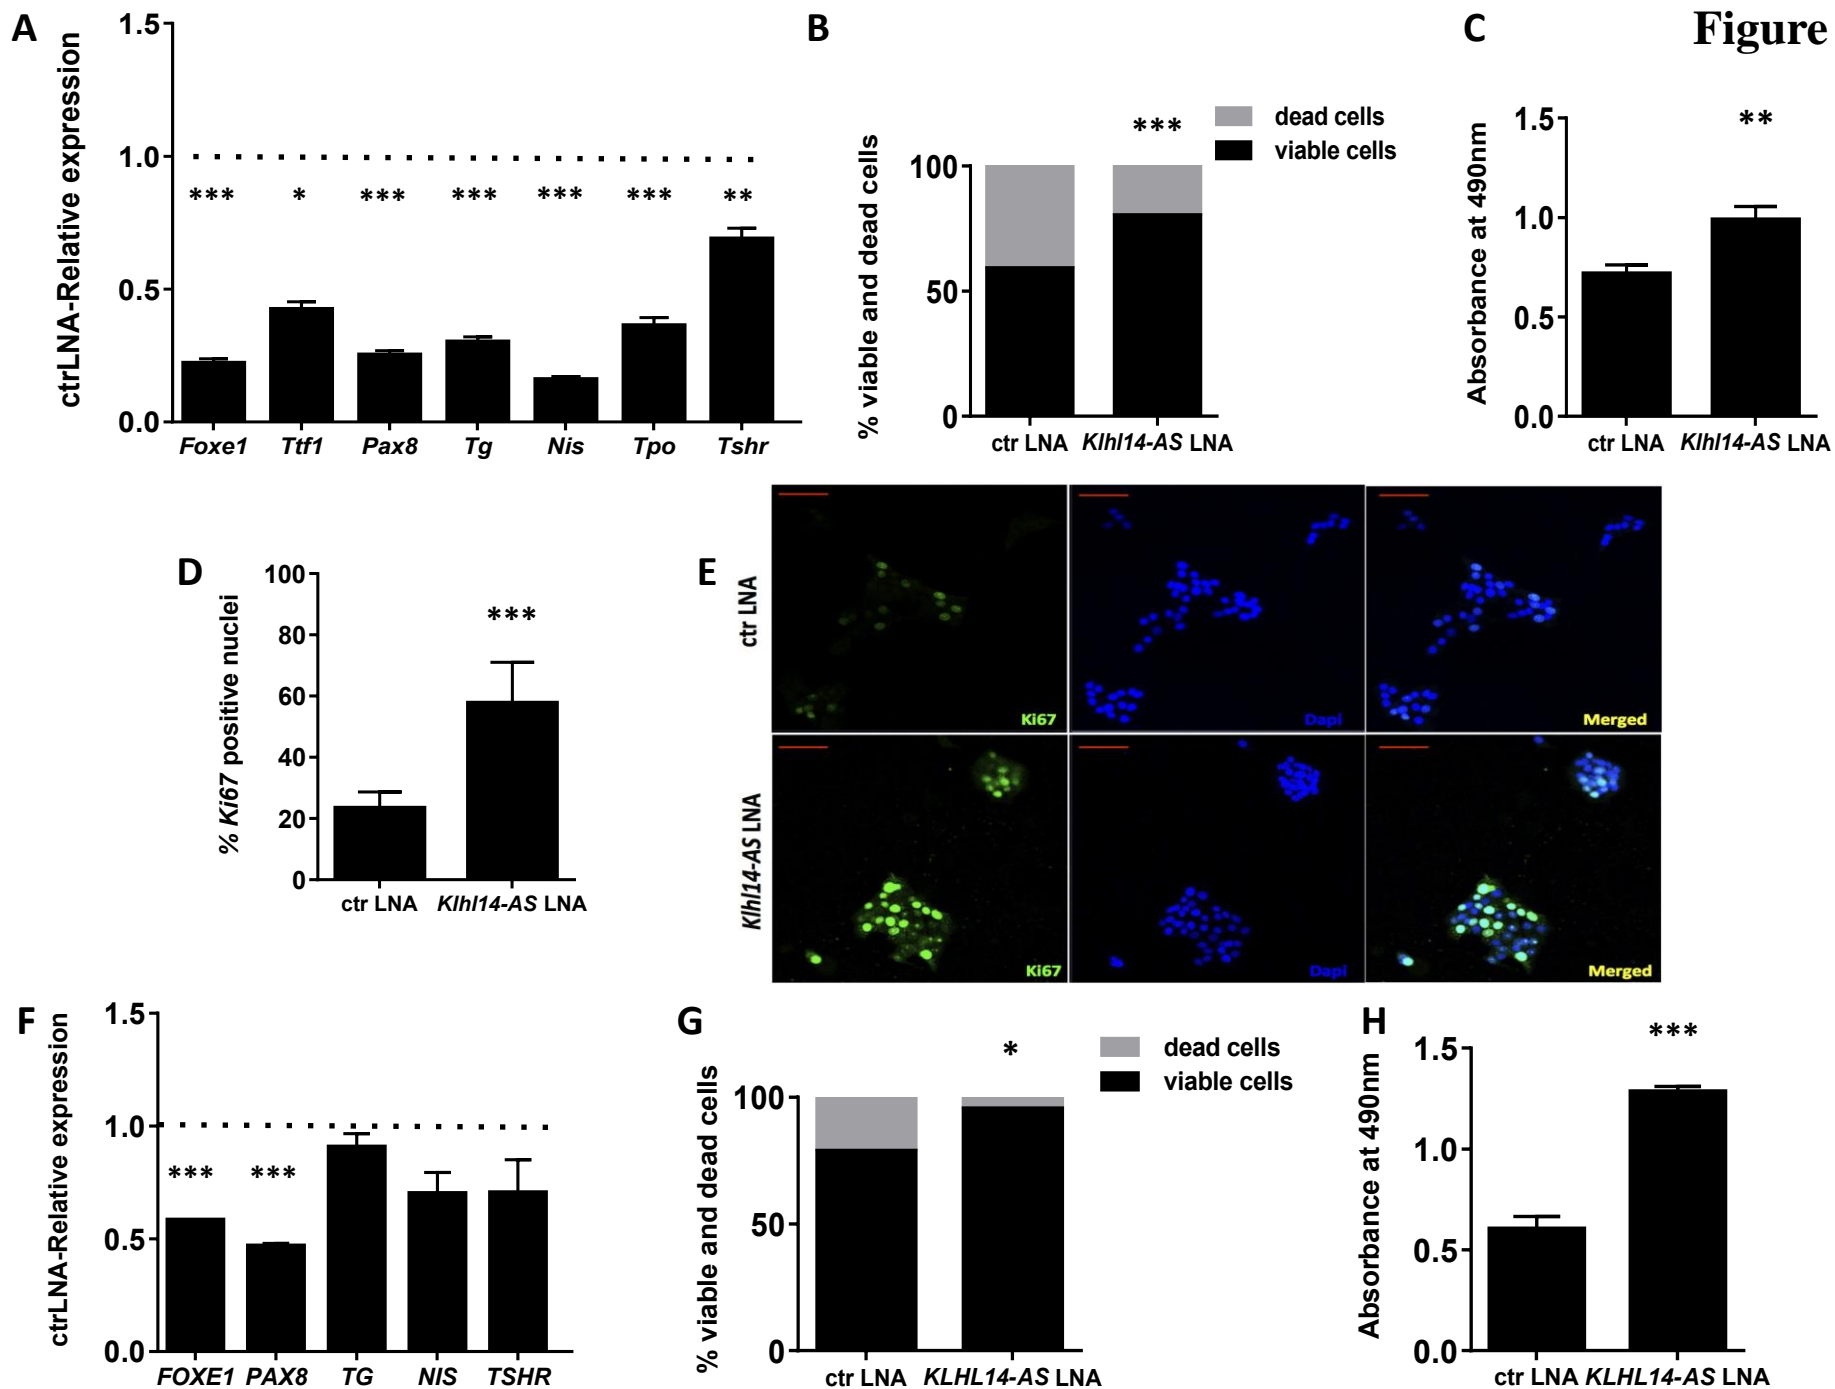 Figure
A
ctrLNA-Relative expression
1.5
1.0
0.5
0.0
*** * *** *** *** *** **
Foxe1 Ttf1 Pax8 Tg Nis Tpo Tshr
B
% viable and dead cells
100
50
0
***
dead cells
viable cells
ctr LNA Klhl14-AS LNA
C
Absorbance at 490nm
1.5
1.0
0.5
0.0
**
ctr LNA Klhl14-AS LNA
D
% Ki67 positive nuclei
100
80
60
40
20
0
***
ctr LNA Klhl14-AS LNA
E
ctr LNA
Ki67 Dapi Merged
Klhl14-AS LNA
Ki67 Dapi Merged
F
ctrLNA-Relative expression
1.5
1.0
0.5
0.0
*** ***
FOXE1 PAX8 TG NIS TSHR
G
% viable and dead cells
100
50
0
*
dead cells
viable cells
ctr LNA KLHL14-AS LNA
H
Absorbance at 490nm
1.5
1.0
0.5
0.0
***
ctr LNA KLHL14-AS LNA